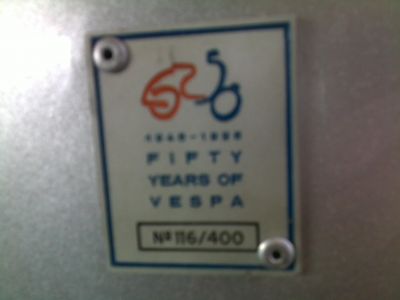 1946-1996
FIFTY
YEARS OF
VESPA
Nº 116/400